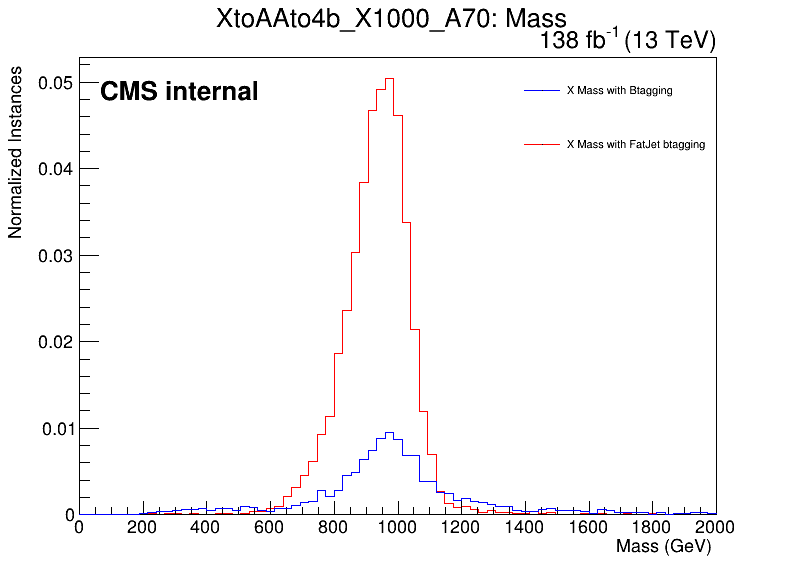 XtoAAto4b_X1000_A70: Mass
138 fb-1 (13 TeV)
CMS internal
X Mass with Btagging
X Mass with FatJet btagging
Normalized Instances
0.05
0.04
0.03
0.02
0.01
0
0 200 400 600 800 1000 1200 1400 1600 1800 2000
Mass (GeV)